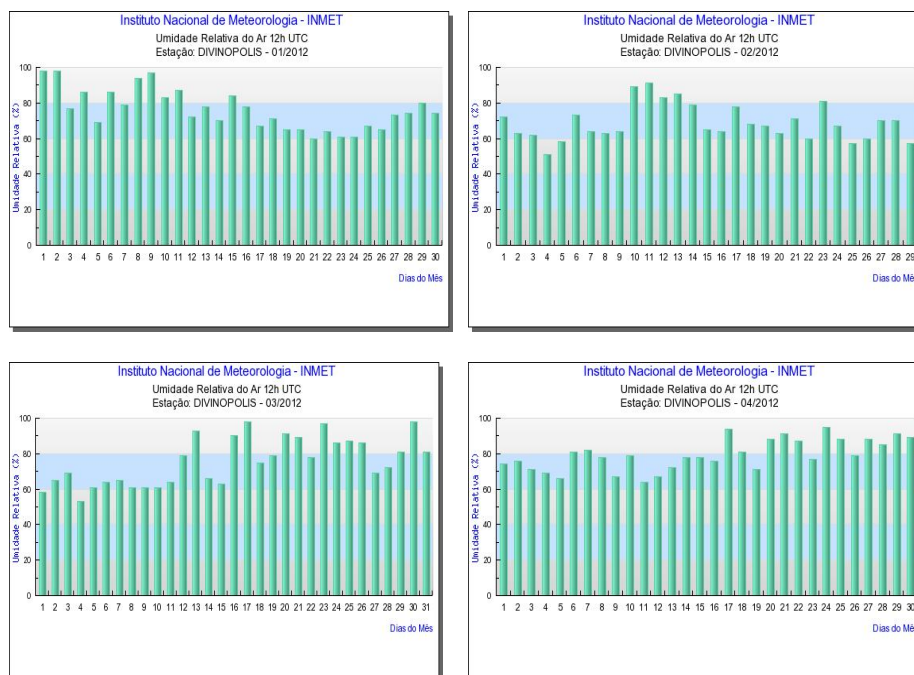 Instituto Nacional de Meteorologia - INMET
Umidade Relativa do Ar 12h UTC
Estação: DIVINOPOLIS - 01/2012
Umidade Relativa (%)
100
80
60
40
20
0
1 2 3 4 5 6 7 8 9 10 11 12 13 14 15 16 17 18 19 20 21 22 23 24 25 26 27 28 29 30
Dias do Mês
Instituto Nacional de Meteorologia - INMET
Umidade Relativa do Ar 12h UTC
Estação: DIVINOPOLIS - 02/2012
Umidade Relativa (%)
100
80
60
40
20
0
1 2 3 4 5 6 7 8 9 10 11 12 13 14 15 16 17 18 19 20 21 22 23 24 25 26 27 28 29
Dias do Mê
Instituto Nacional de Meteorologia - INMET
Umidade Relativa do Ar 12h UTC
Estação: DIVINOPOLIS - 03/2012
Umidade Relativa (%)
100
80
60
40
20
0
1 2 3 4 5 6 7 8 9 10 11 12 13 14 15 16 17 18 19 20 21 22 23 24 25 26 27 28 29 30 31
Dias do Mês
Instituto Nacional de Meteorologia - INMET
Umidade Relativa do Ar 12h UTC
Estação: DIVINOPOLIS - 04/2012
Umidade Relativa (%)
100
80
60
40
20
0
1 2 3 4 5 6 7 8 9 10 11 12 13 14 15 16 17 18 19 20 21 22 23 24 25 26 27 28 29 30
Dias do Mê